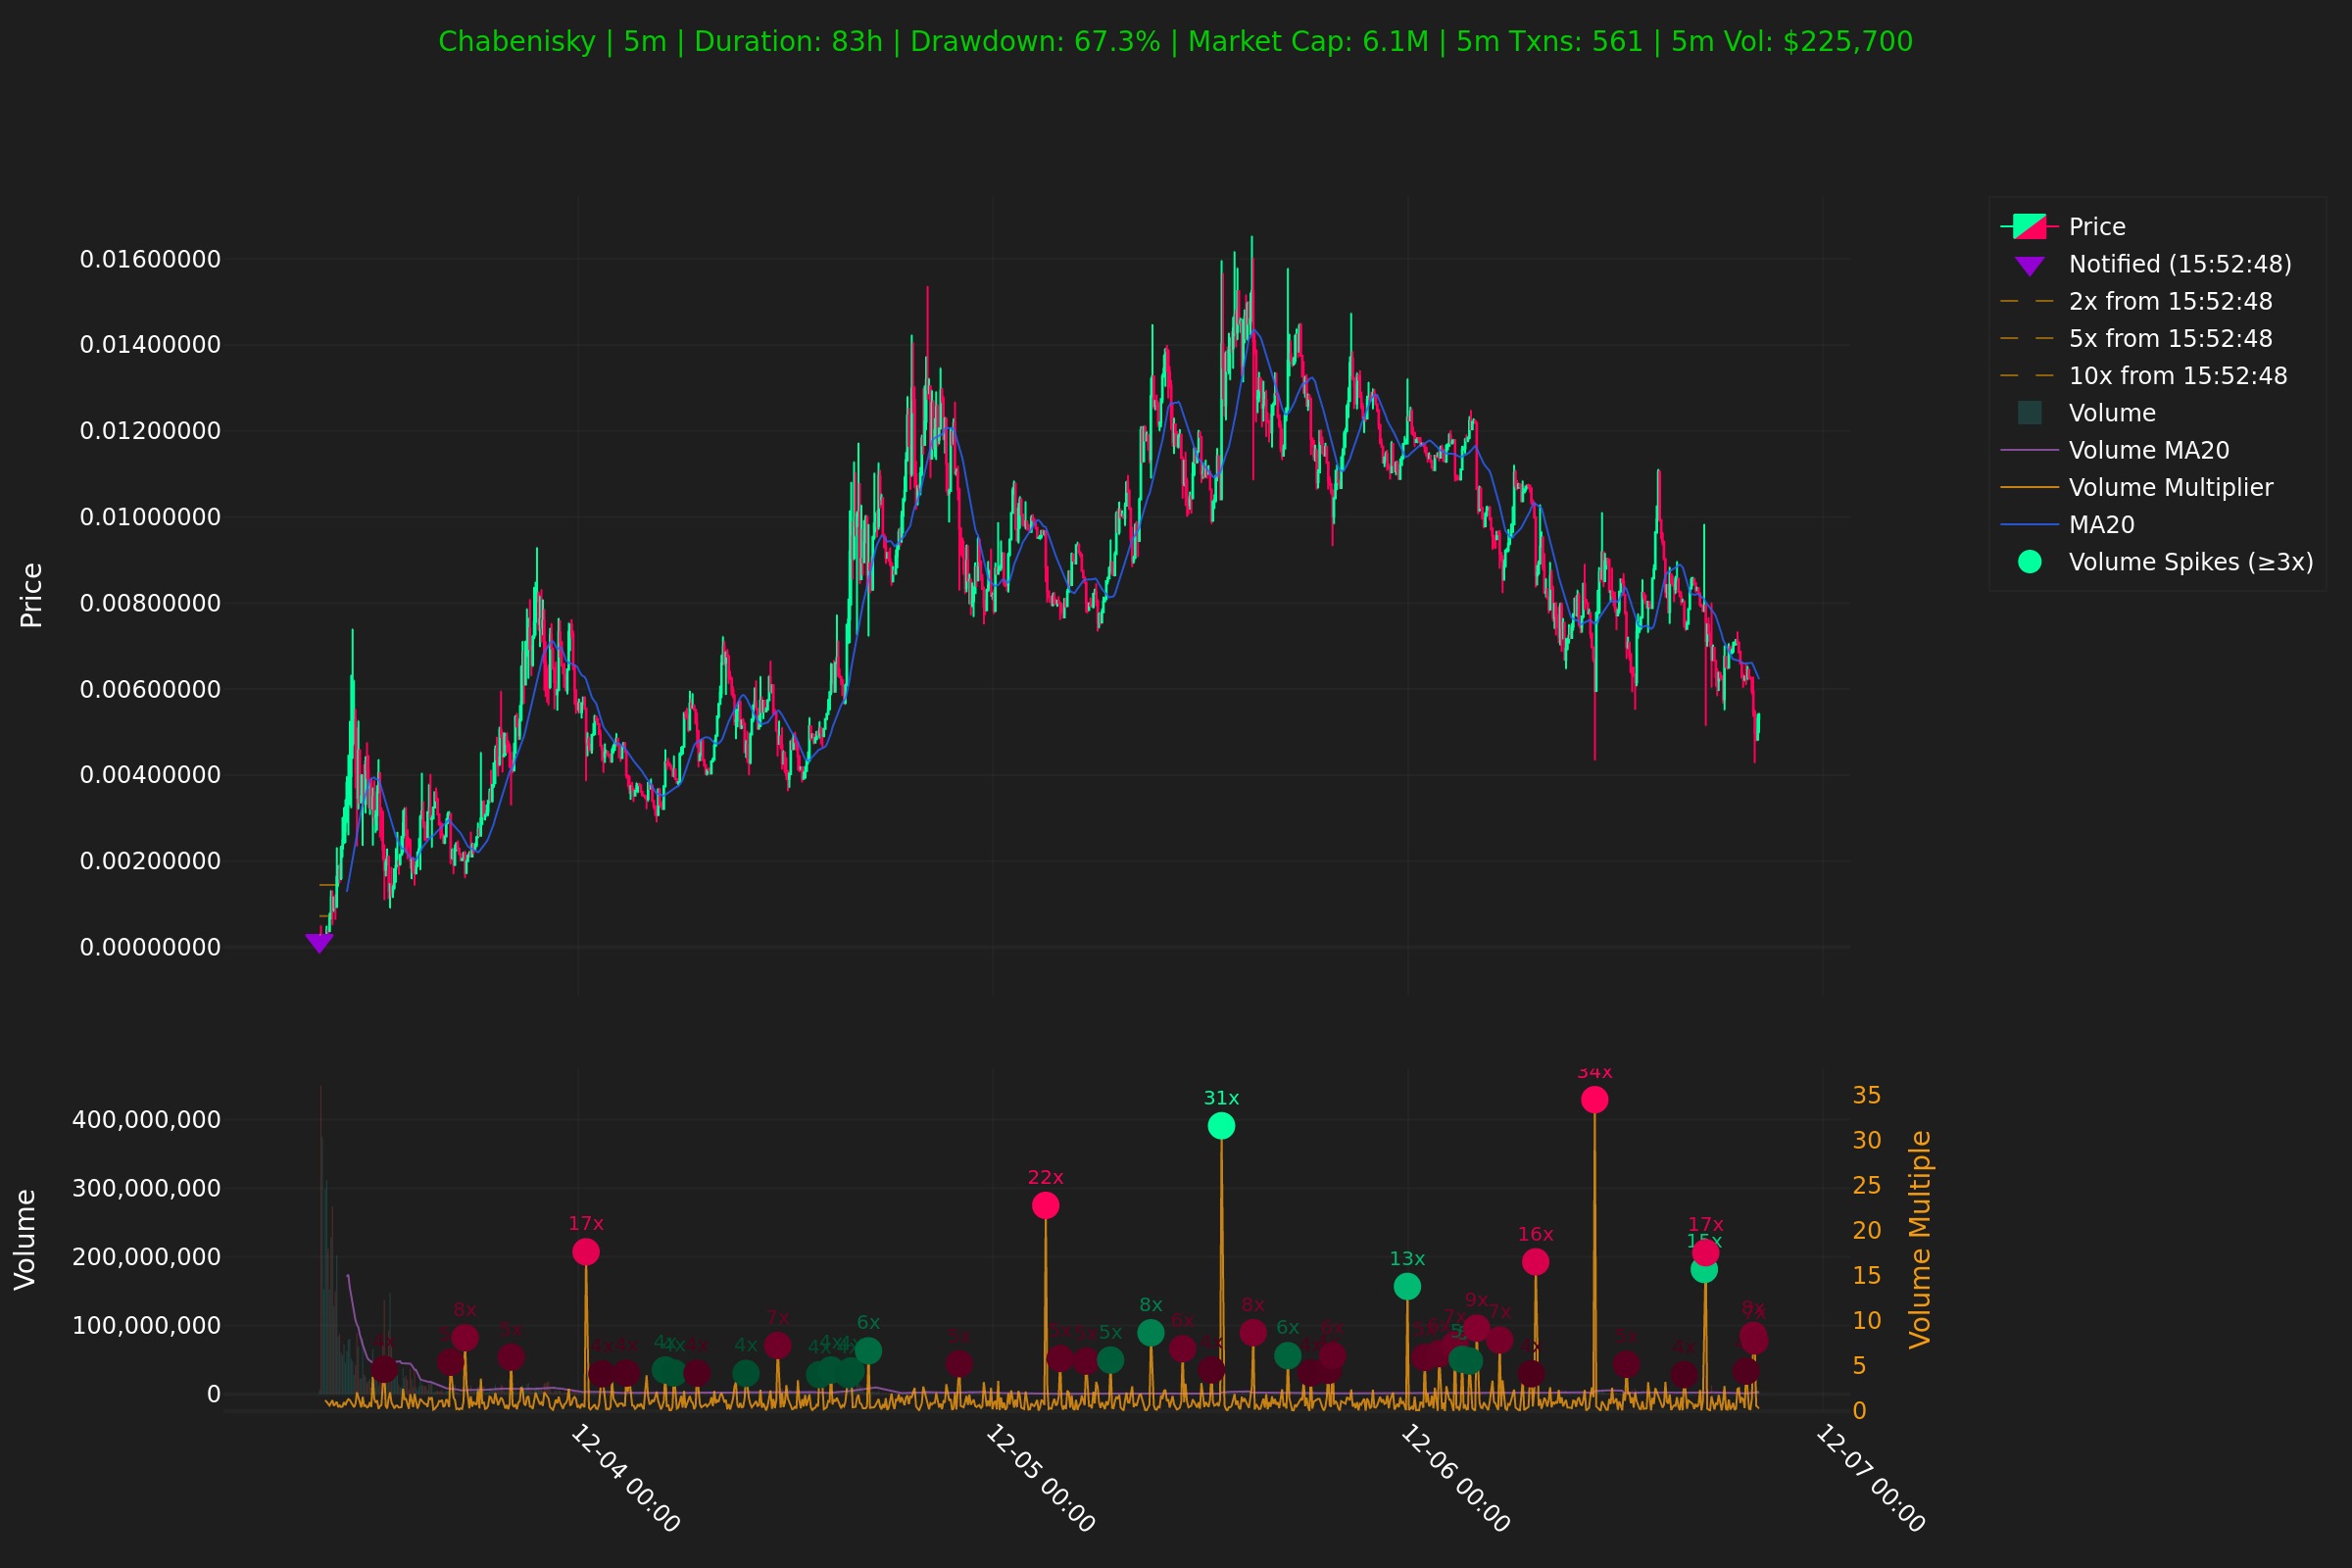 Chabenisky | 5m | Duration: 83h | Drawdown: 67.3% | Market Cap: 6.1M | 5m Txns: 561 | 5m Vol: $225,700
Price
0.01600000
0.01400000
0.01200000
0.01000000
0.00800000
0.00600000
0.00400000
0.00200000
0.00000000
Price
Notified (15:52:48)
2x from 15:52:48
5x from 15:52:48
10x from 15:52:48
Volume
Volume MA20
Volume Multiplier
MA20
Volume Spikes (≥3x)
Volume
400,000,000
300,000,000
200,000,000
100,000,000
0
8x
17x
4x
4x
4x
7x
6x
22x
5x
8x
6x
31x
8x
6x
13x
9x
7x
16x
34x
5x
4x
17x
15x
8x
35
30
25
20
15
10
5
0
Volume Multiple
12-04 00:00
12-05 00:00
12-06 00:00
12-07 00:00